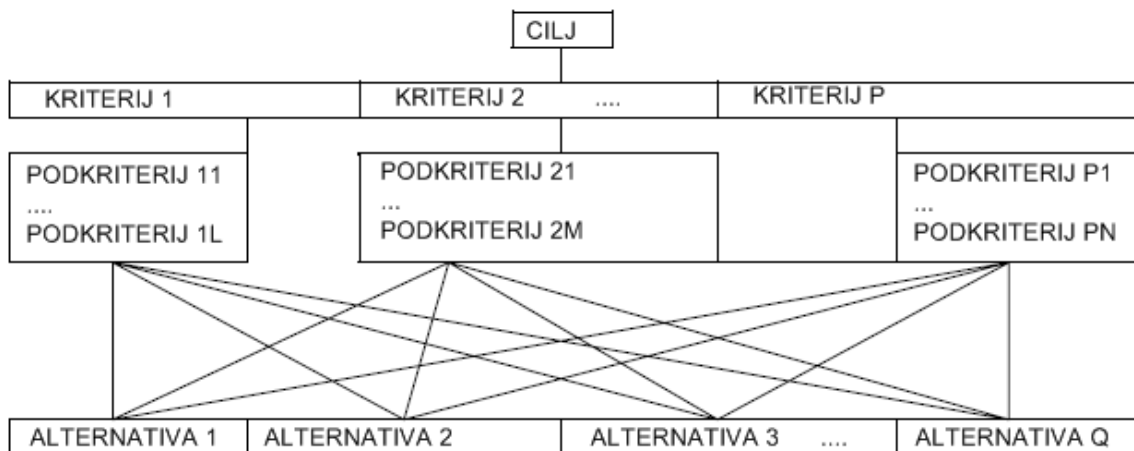 CILJ
KRITERIJ 1 KRITERIJ 2 .... KRITERIJ P
PODKRITERIJ 11
....
PODKRITERIJ 1L
PODKRITERIJ 21
...
PODKRITERIJ 2M
PODKRITERIJ P1
...
PODKRITERIJ PN
ALTERNATIVA 1 ALTERNATIVA 2 ALTERNATIVA 3 .... ALTERNATIVA Q